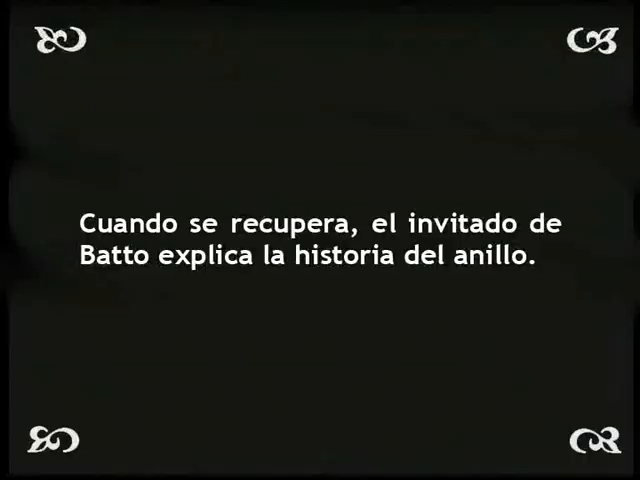 Cuando se recupera, el invitado de
Batto explica la historia del anillo.